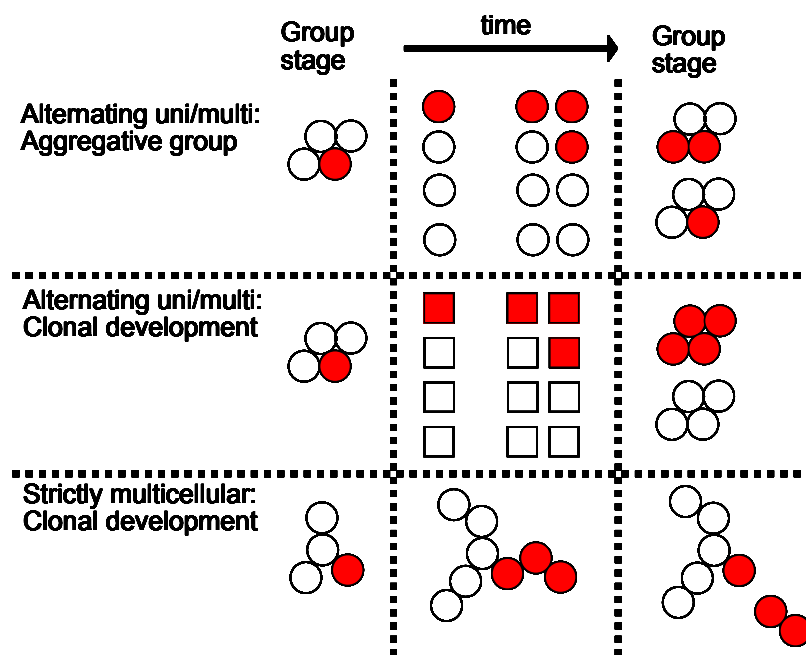 Group
stage
time
Group
stage
Alternating uni/multi:
Aggregative group
Alternating uni/multi:
Clonal development
Strictly multicellular:
Clonal development